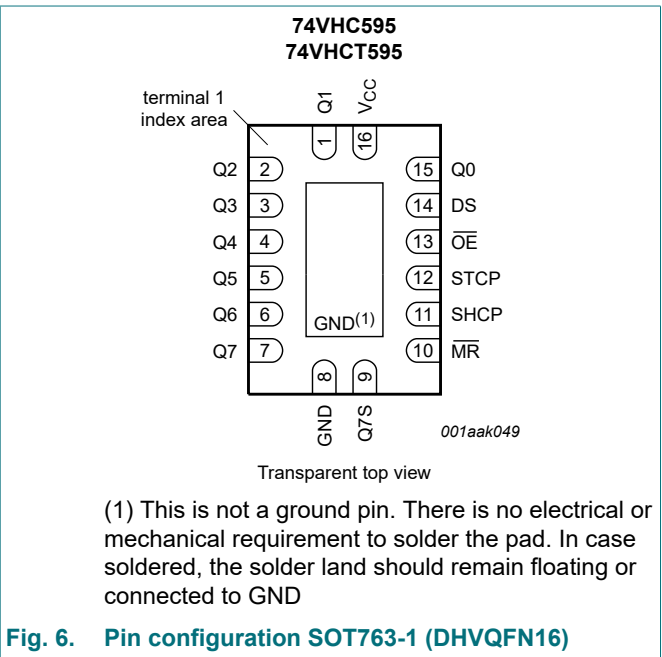 74VHC595
74VHCT595
terminal 1
index area
Q1
VCC
1
16
Q2 2
15 Q0
Q3 3
14 DS
Q4 4
13 O̅E̅
Q5 5
12 STCP
Q6 6
11 SHCP
Q7 7
10 M̅R̅
GND(1)
8
9
GND
Q7S
001aak049
Transparent top view
(1) This is not a ground pin. There is no electrical or
mechanical requirement to solder the pad. In case
soldered, the solder land should remain floating or
connected to GND
Fig. 6. Pin configuration SOT763-1 (DHVQFN16)